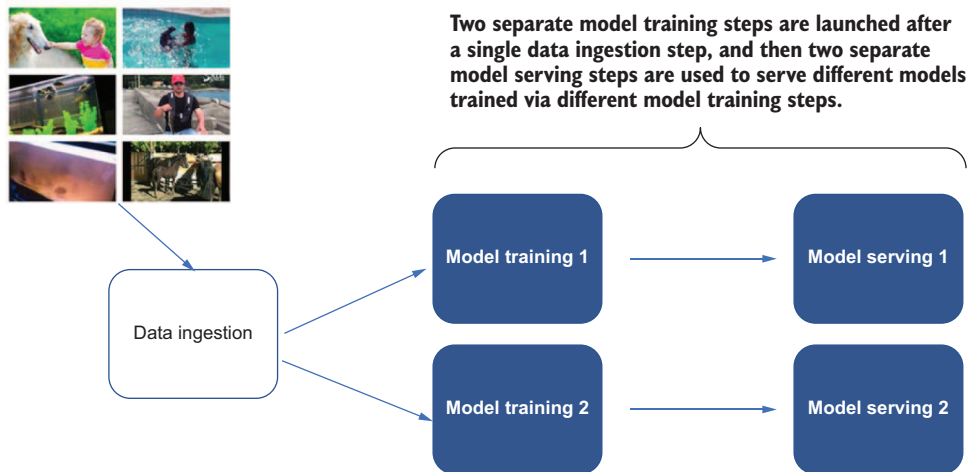 Two separate model training steps are launched after
a single data ingestion step, and then two separate
model serving steps are used to serve different models
trained via different model training steps.
Model training 1
Model serving 1
Data ingestion
Model training 2
Model serving 2